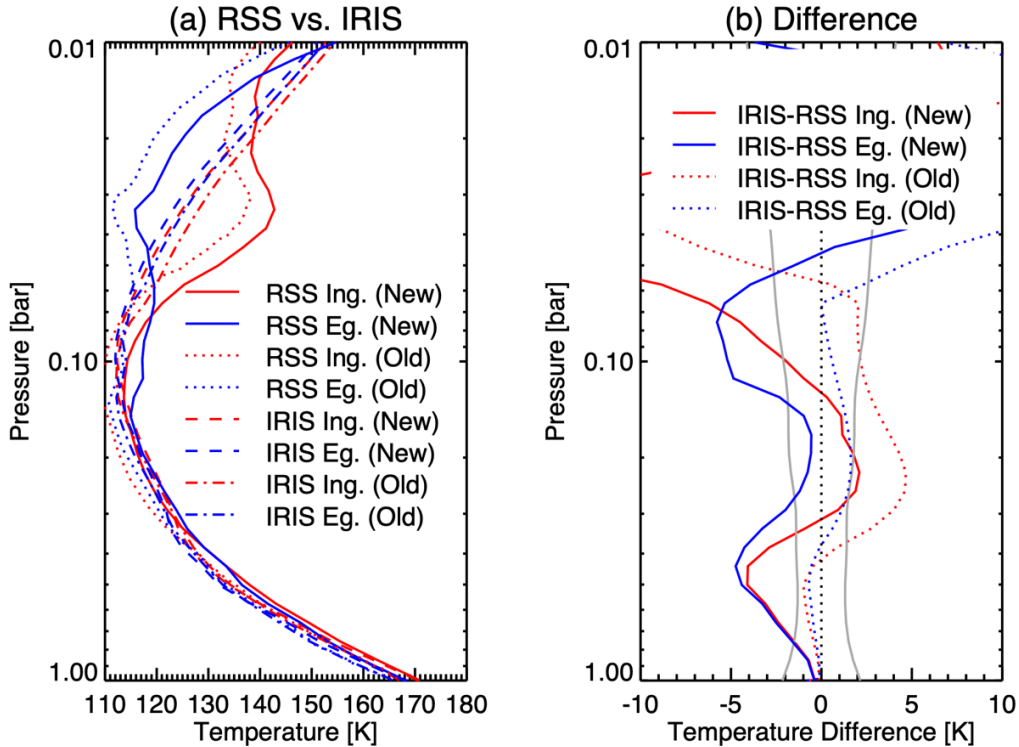 (a) RSS vs. IRIS
0.01
0.10
1.00
Pressure [bar]
RSS Ing. (New)
RSS Eg. (New)
RSS Ing. (Old)
RSS Eg. (Old)
IRIS Ing. (New)
IRIS Eg. (New)
IRIS Ing. (Old)
IRIS Eg. (Old)
110 120 130 140 150 160 170 180
Temperature [K]
(b) Difference
0.01
0.10
1.00
Pressure [bar]
IRIS-RSS Ing. (New)
IRIS-RSS Eg. (New)
IRIS-RSS Ing. (Old)
IRIS-RSS Eg. (Old)
-10 -5 0 5 10
Temperature Difference [K]